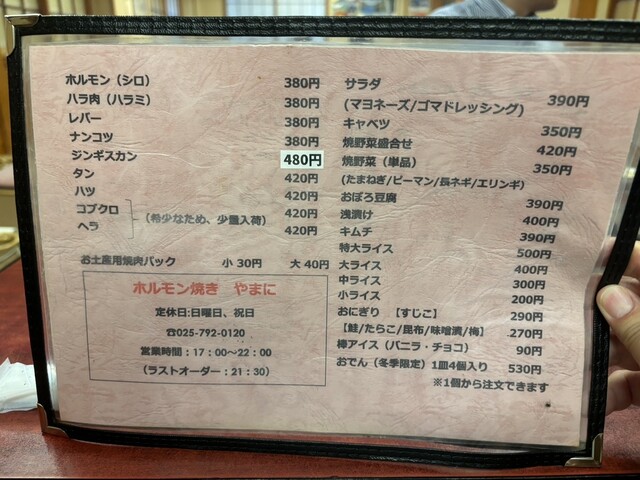 ホルモン（シロ） 380円
ハラ肉（ハラミ） 380円
レバー 380円
ナンコツ 380円
ジンギスカン 480円
タン 420円
ハツ 420円
コブクロ 420円
（希少なため、少量入荷）
ヘラ 420円
お土産用焼肉パック 小 30円 大 40円
ホルモン焼き やまに
定休日:日曜日、祝日
☎025-792-0120
営業時間：17：00～22：00
（ラストオーダー：21：30）
サラダ
(マヨネーズ/ゴマドレッシング) 390円
キャベツ 350円
焼野菜盛合せ 420円
焼野菜（単品） 350円
(たまねぎ/ピーマン/長ネギ/エリンギ)
おぼろ豆腐 390円
浅漬け 400円
キムチ 390円
特大ライス 500円
大ライス 400円
中ライス 300円
小ライス 200円
おにぎり 【すじこ】 290円
【鮭/たらこ/昆布/味噌漬/梅】 270円
棒アイス（バニラ・チョコ） 90円
おでん（冬季限定）1皿4個入り 530円
※1個から注文できます